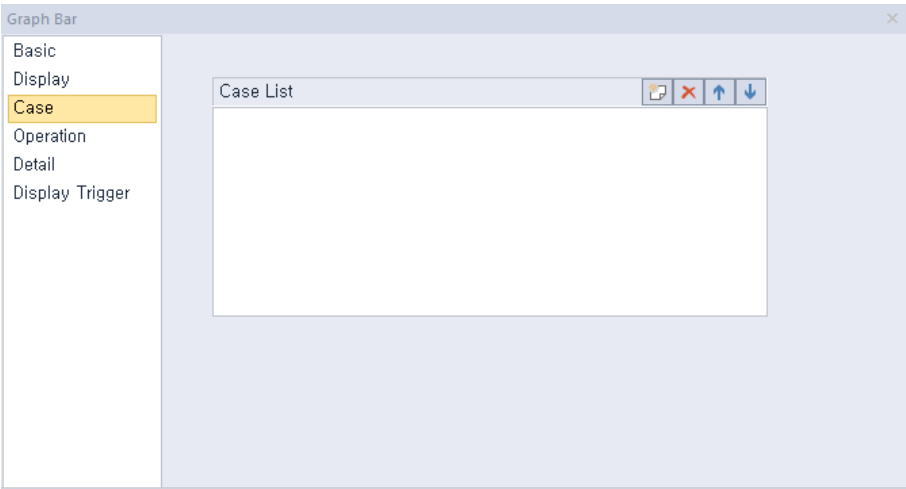 Graph Bar
Basic
Display
Case
Operation
Detail
Display Trigger
Case List